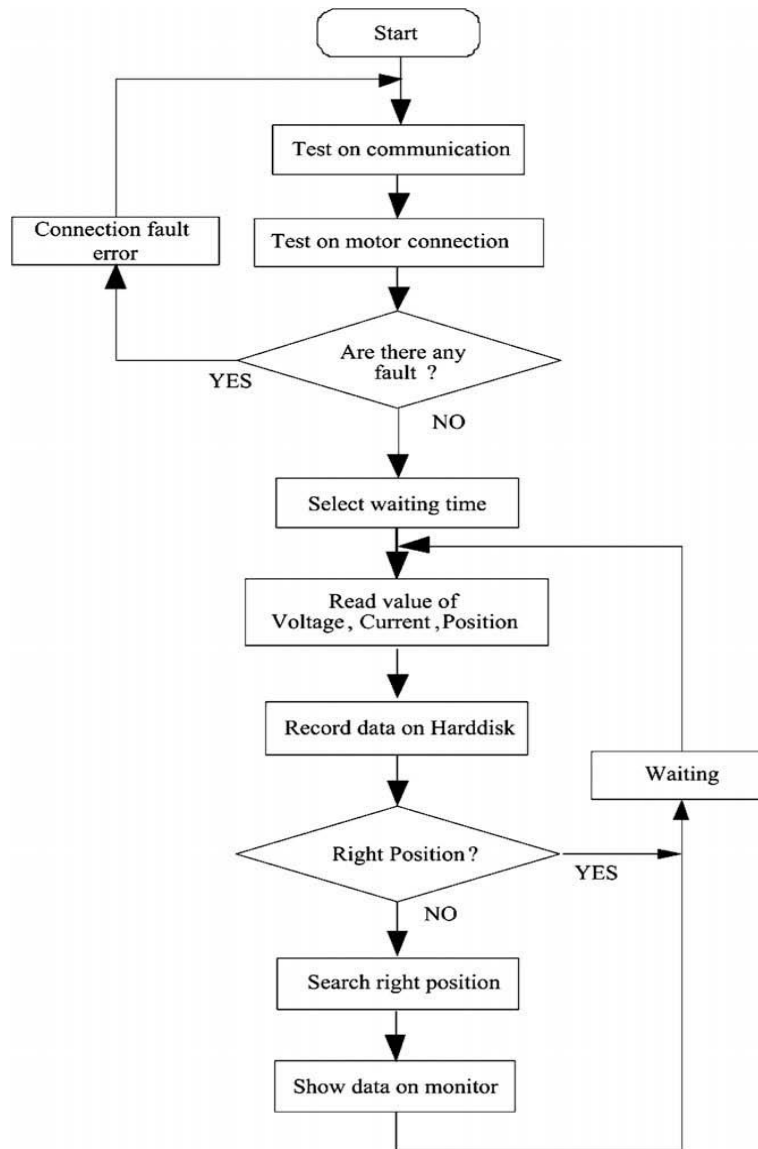 Start
Test on communication
Connection fault
error
Test on motor connection
Are there any
fault ?
YES
NO
Select waiting time
Read value of
Voltage, Current, Position
Record data on Harddisk
Waiting
Right Position?
YES
NO
Search right position
Show data on monitor